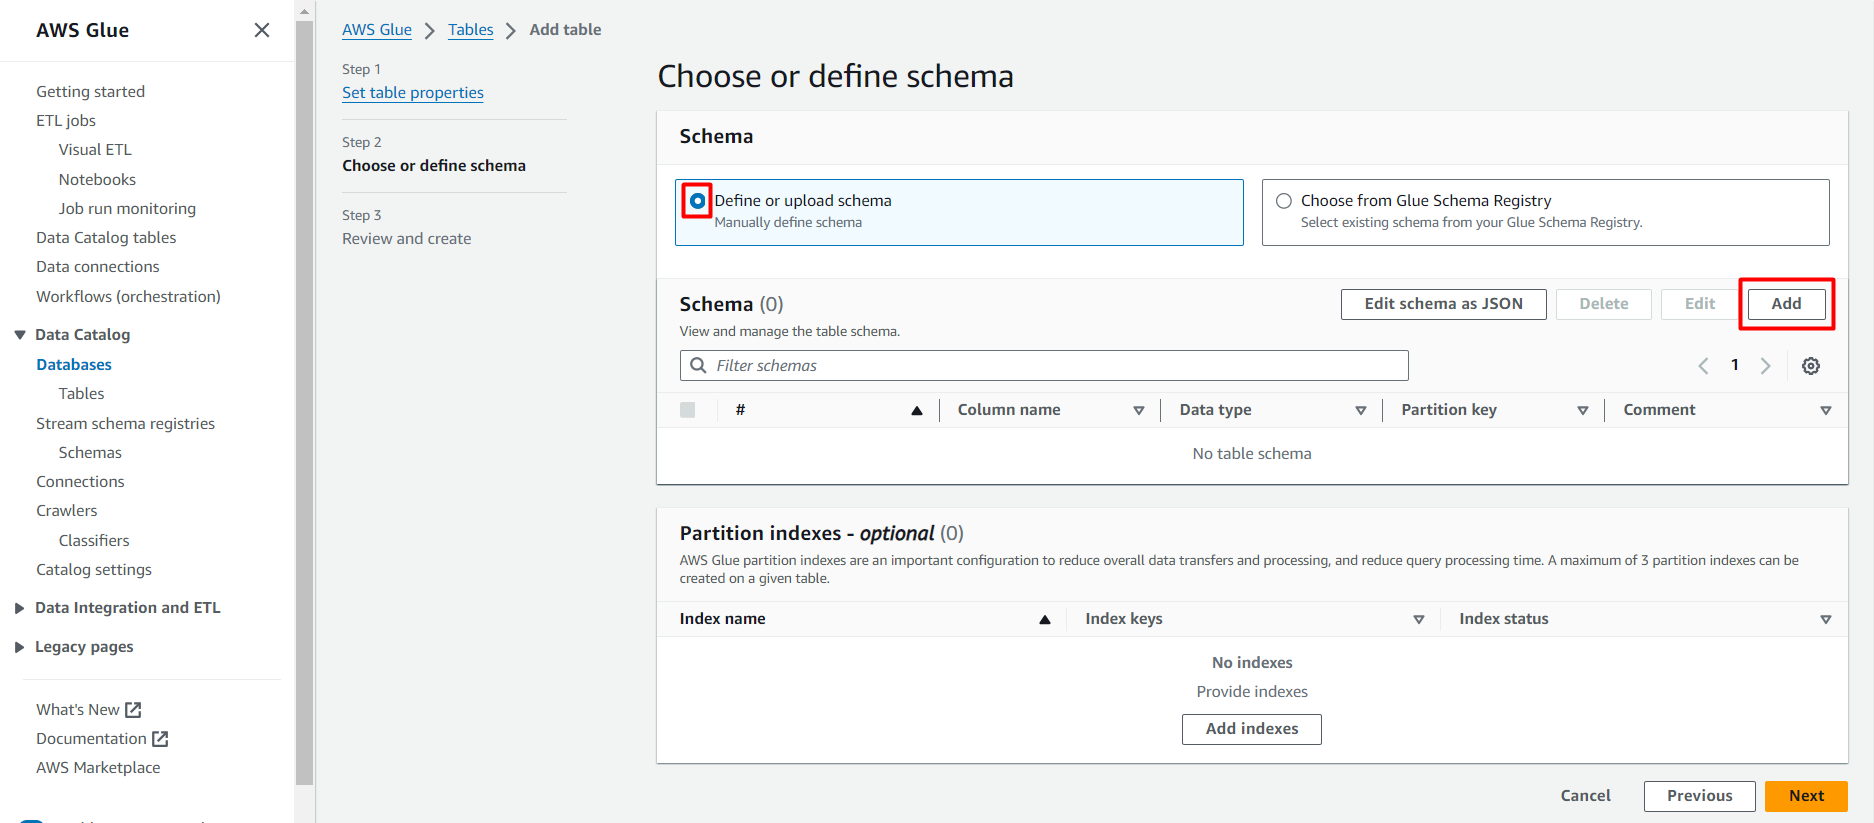 AWS Glue
Getting started
ETL jobs
Visual ETL
Notebooks
Job run monitoring
Data Catalog tables
Data connections
Workflows (orchestration)
Data Catalog
Databases
Tables
Stream schema registries
Schemas
Connections
Crawlers
Classifiers
Catalog settings
Data Integration and ETL
Legacy pages
What's New
Documentation
AWS Marketplace
AWS Glue Tables Add table
Step 1
Set table properties
Step 2
Choose or define schema
Step 3
Review and create
Choose or define schema
Schema
Define or upload schema
Manually define schema
Choose from Glue Schema Registry
Select existing schema from your Glue Schema Registry.
Schema (0)
View and manage the table schema.
Edit schema as JSON Delete Edit Add
Filter schemas
1
# Column name Data type Partition key Comment
No table schema
Partition indexes - optional (0)
AWS Glue partition indexes are an important configuration to reduce overall data transfers and processing, and reduce query processing time. A maximum of 3 partition indexes can be
created on a given table.
Index name Index keys Index status
No indexes
Provide indexes
Add indexes
Cancel Previous Next